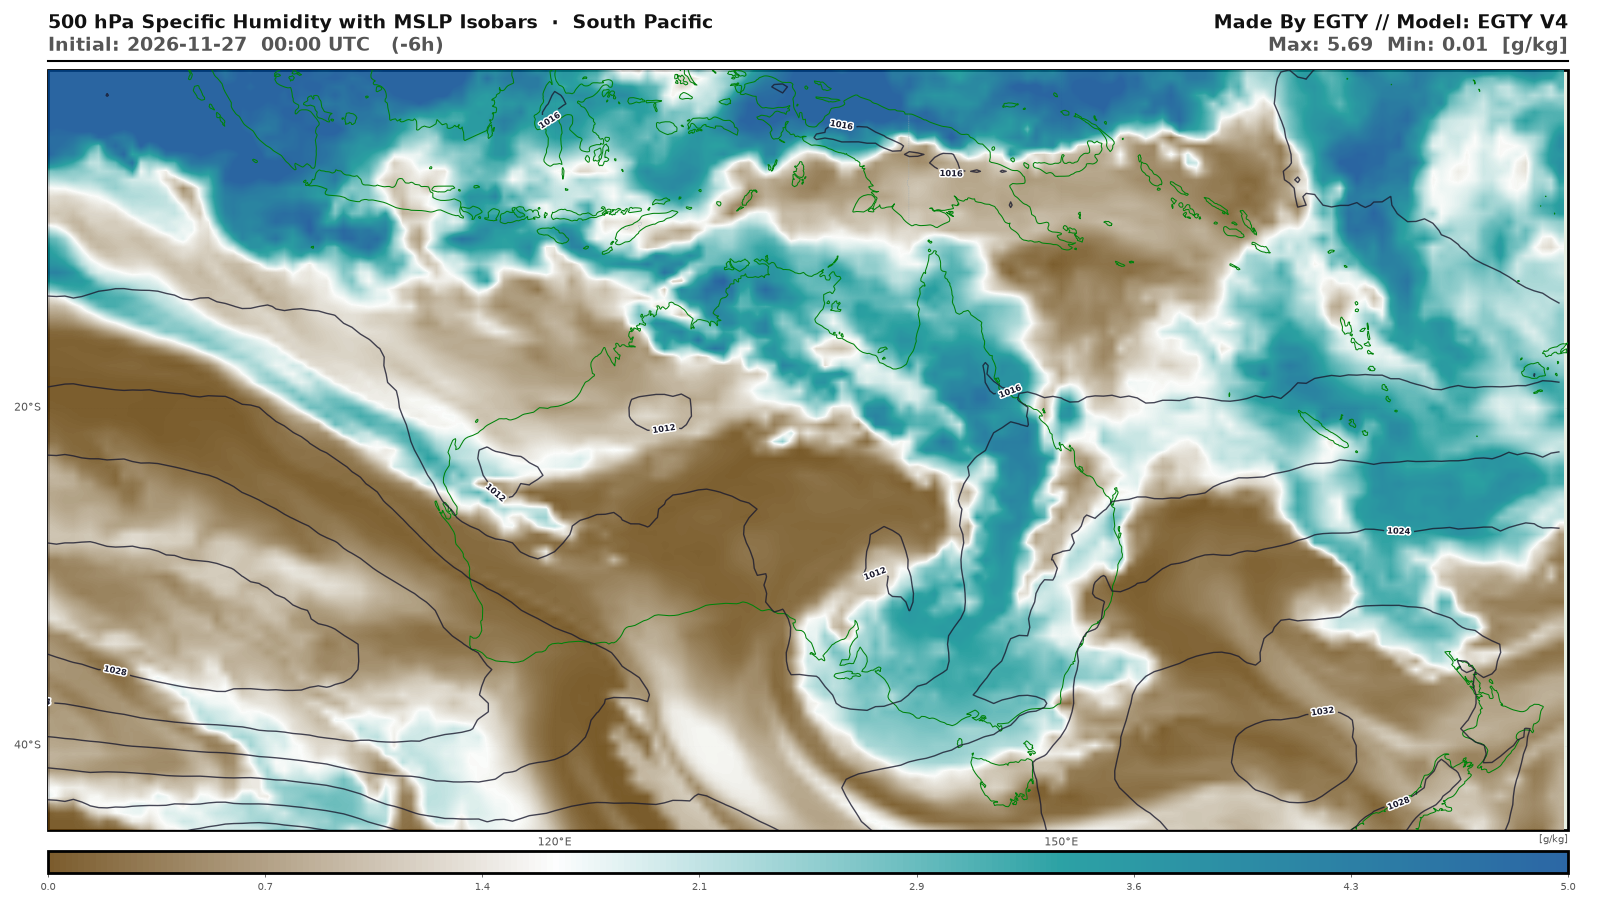 500 hPa Specific Humidity with MSLP Isobars · South Pacific
Made By EGTY // Model: EGTY V4
Initial: 2026-11-27 00:00 UTC (-6h)
Max: 5.69 Min: 0.01 [g/kg]
1016
1016
1016
1016
20°S
1012
1012
1024
1012
1028
1032
40°S
1028
120°E
150°E
[g/kg]
0.0
0.7
1.4
2.1
2.9
3.6
4.3
5.0